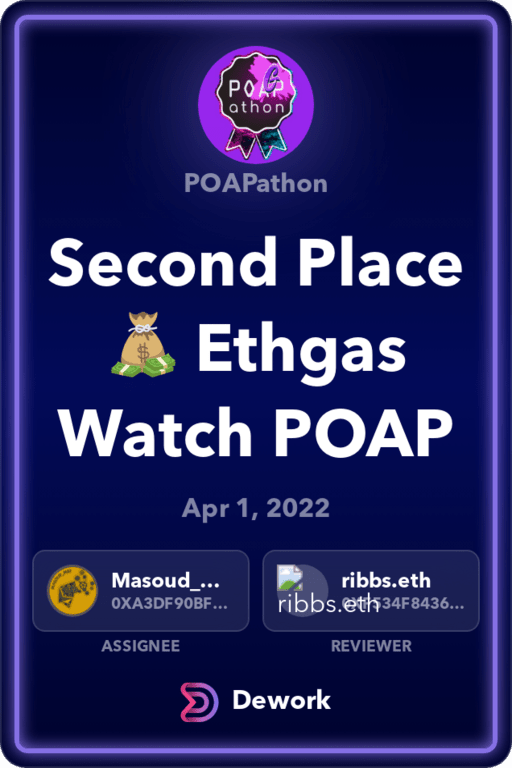 POAP
athon
POAPathon
Second Place
💰 Ethgas
Watch POAP
Apr 1, 2022
Masoud_...
0XA3DF90BF...
ribbs.eth
ribbs.eth
534F8436...
ASSIGNEE
REVIEWER
Dework